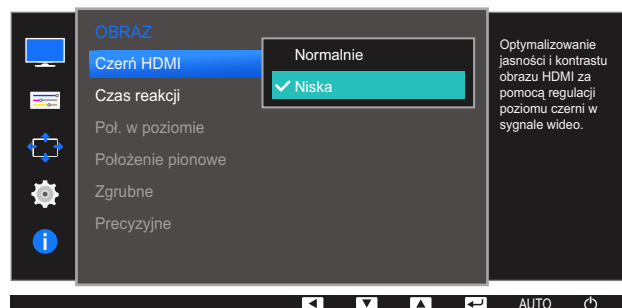 OBRAZ
Czerń HDMI
Normalnie
Niska
Czas reakcji
Poł. w poziomie
Położenie pionowe
Zgrubne
Precyzyjne
Optymalizowanie
jasności i kontrastu
obrazu HDMI za
pomocą regulacji
poziomu czerni w
sygnale wideo.
AUTO